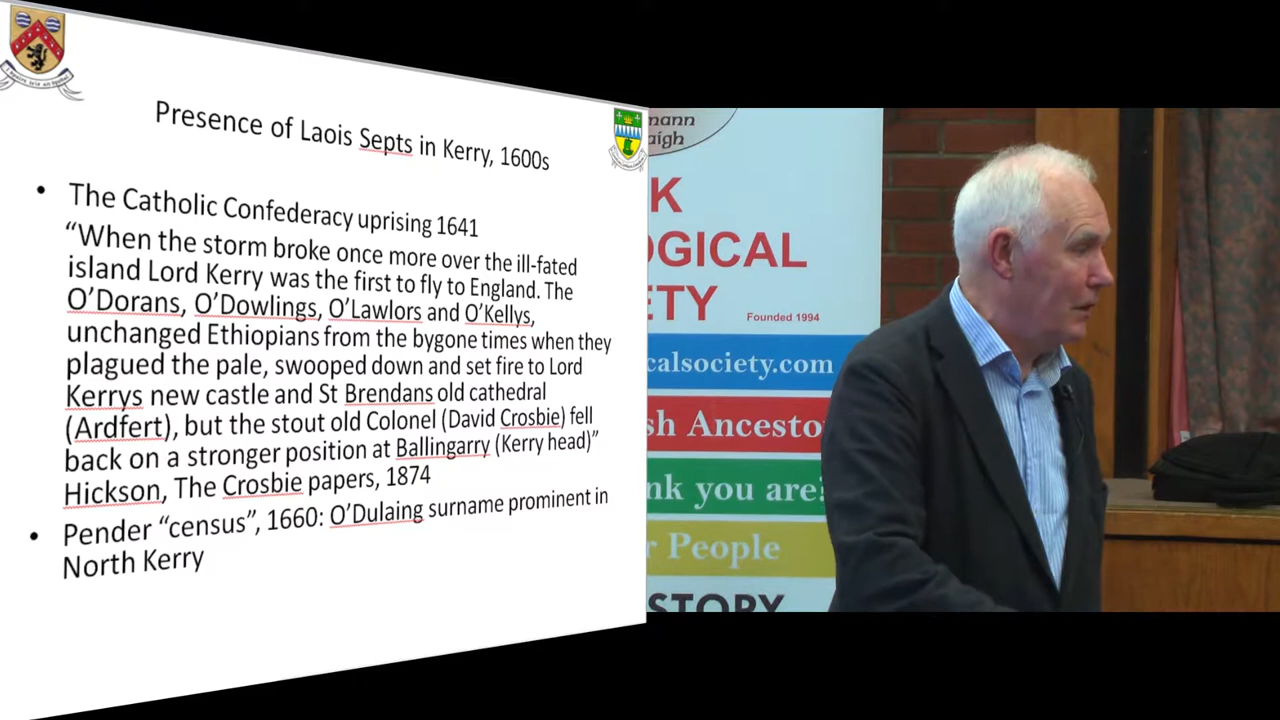 Presence of Laois Septs in Kerry, 1600s
• The Catholic Confederacy uprising 1641
“When the storm broke once more over the ill-fated
island Lord Kerry was the first to fly to England. The
O’Dorans, O’Dowlings, O’Lawlors and O’Kellys,
unchanged Ethiopians from the bygone times when they
plagued the pale, swooped down and set fire to Lord
Kerrys new castle and St Brendans old cathedral
(Ardfert), but the stout old Colonel (David Crosbie) fell
back on a stronger position at Ballingarry (Kerry head)”
Hickson, The Crosbie papers, 1874
• Pender “census”, 1660: O’Dulaing surname prominent in
North Kerry
mann
aigh
K
OGICAL
ETY
Founded 1994
calsociety.com
sh Ancesto
nk you are?
r People
STORY